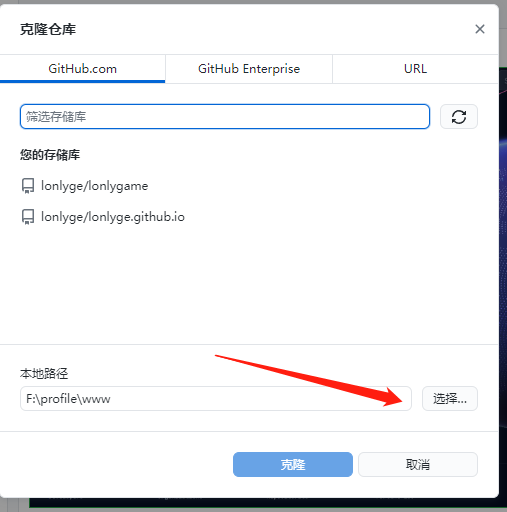 克隆仓库
GitHub.com
GitHub Enterprise
URL
筛选存储库
您的存储库
lonlyge/lonlygame
lonlyge/lonlyge.github.io
本地路径
F:\profile\www
选择...
克隆
取消